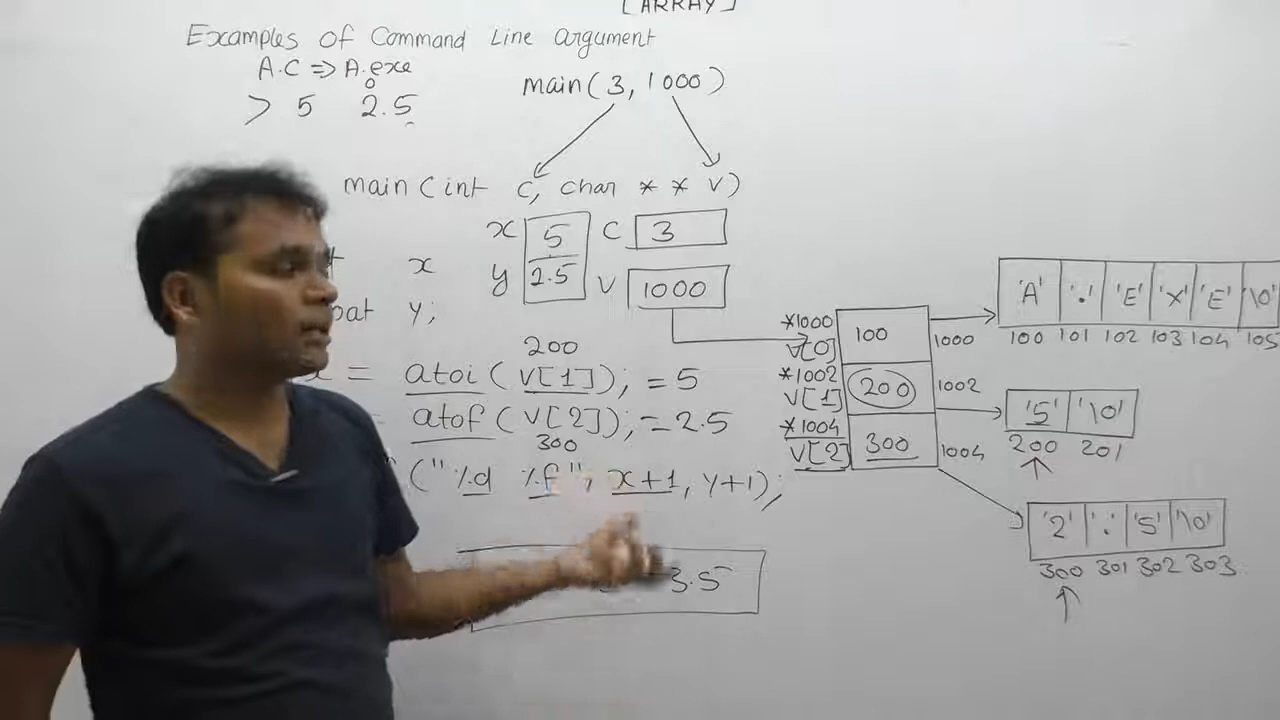 [ARRAY]
Examples of Command Line argument
A.C => A.exe
0
> 5 2.5
main(3, 1000)
main (int c, char * * v)
x 5 c 3
x
y 2.5 v 1000
y;
200
= atoi (v[1]); = 5
= atof (v[2]); = 2.5
300
("%d %f", x+1, y+1);
3.5
*1000
v[0] 100 1000
*1002
v[1] 200 1002
*1004
v[2] 300 1004
'A' '.' 'E' 'X' 'E' '\0'
100 101 102 103 104 105
'5' '\0'
200 201
'2' '.' '5' '\0'
300 301 302 303